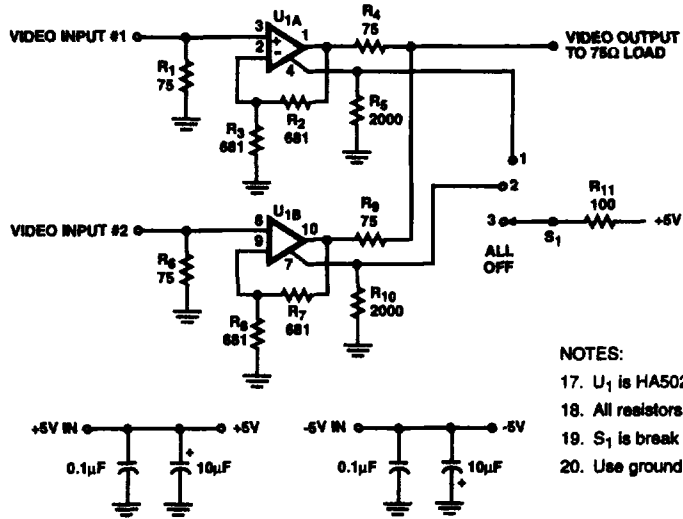 VIDEO INPUT #1
3
2
+
-
U1A
1
4
R4
75
VIDEO OUTPUT
TO 75Ω LOAD
R1
75
R2
681
R3
681
R5
2000
1
2
3
ALL
OFF
S1
R11
100
+5V
VIDEO INPUT #2
8
9
U1B
10
7
R9
75
R6
75
R7
681
R8
681
R10
2000
NOTES:
17. U1 is HA502
18. All resistors
19. S1 is break
20. Use ground
+5V IN
+5V
0.1μF
+
10μF
-5V IN
-5V
0.1μF
10μF
+